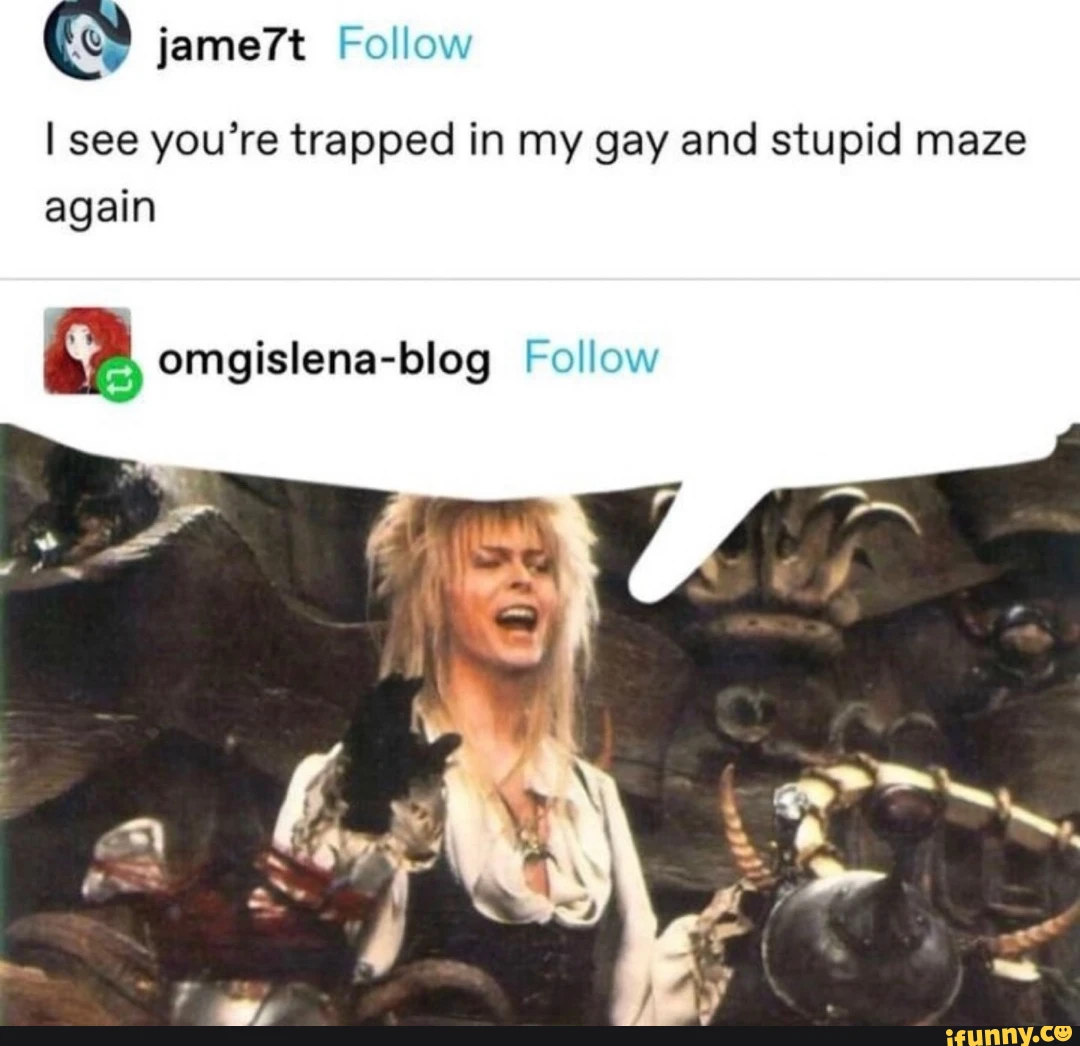 jame7t Follow
I see you’re trapped in my gay and stupid maze
again
omgislena-blog Follow
ifunny.co